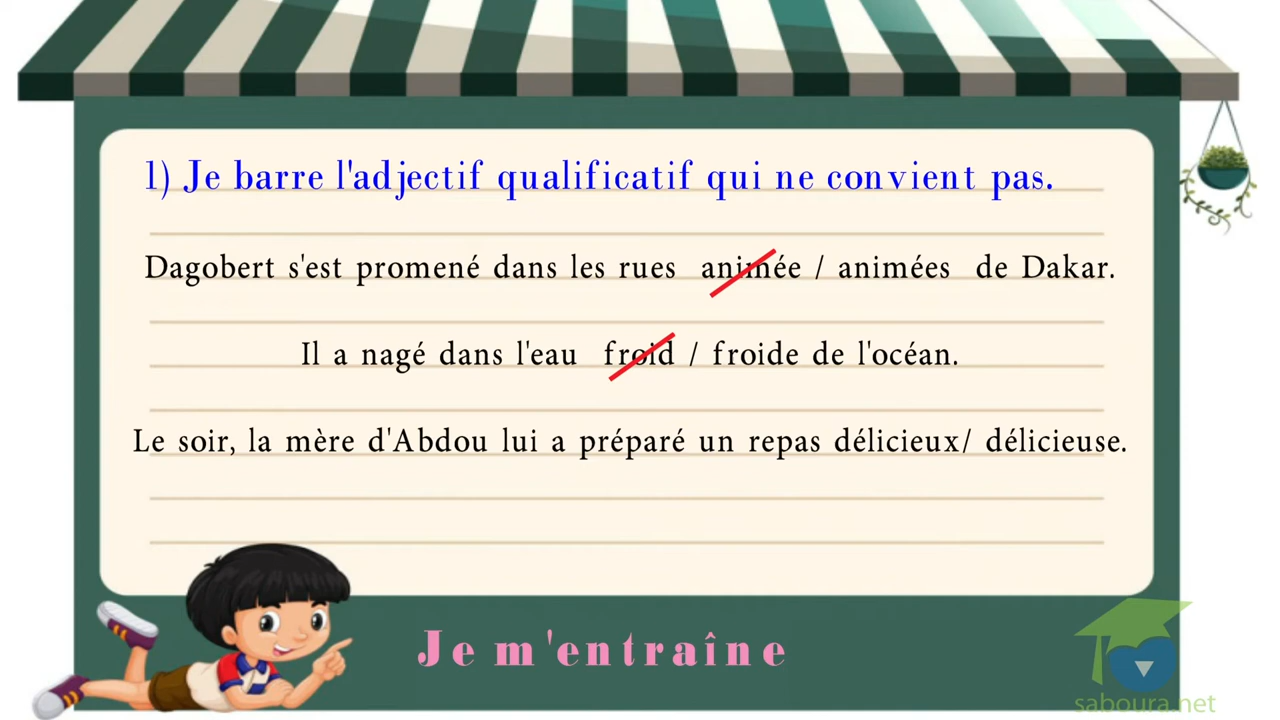 1) Je barre l'adjectif qualificatif qui ne convient pas.
Dagobert s'est promené dans les rues animée / animées de Dakar.
Il a nagé dans l'eau froid / froide de l'océan.
Le soir, la mère d'Abdou lui a préparé un repas délicieux/ délicieuse.
Je m'entraîne
saboura.net